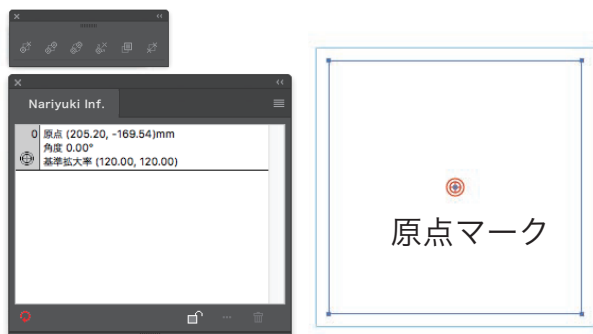 Nariyuki Inf.
0 原点 (205.20, -169.54)mm
角度 0.00°
基準拡大率 (120.00, 120.00)
原点マーク